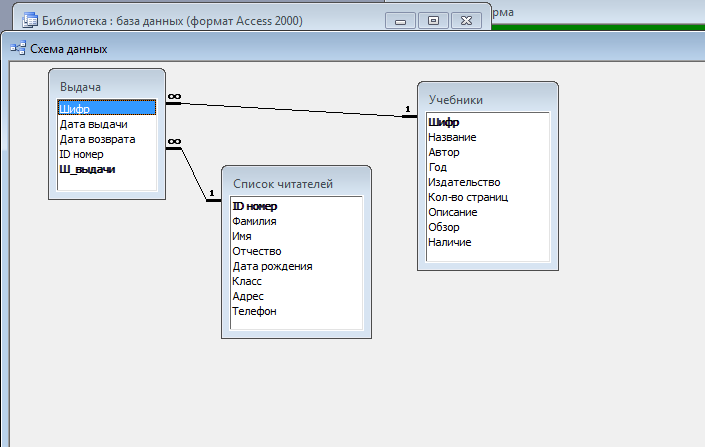 рма
Библиотека : база данных (формат Access 2000)
Схема данных
Выдача
Шифр
Дата выдачи
Дата возврата
ID номер
Ш_выдачи
∞
∞
1
1
Список читателей
ID номер
Фамилия
Имя
Отчество
Дата рождения
Класс
Адрес
Телефон
Учебники
Шифр
Название
Автор
Год
Издательство
Кол-во страниц
Описание
Обзор
Наличие